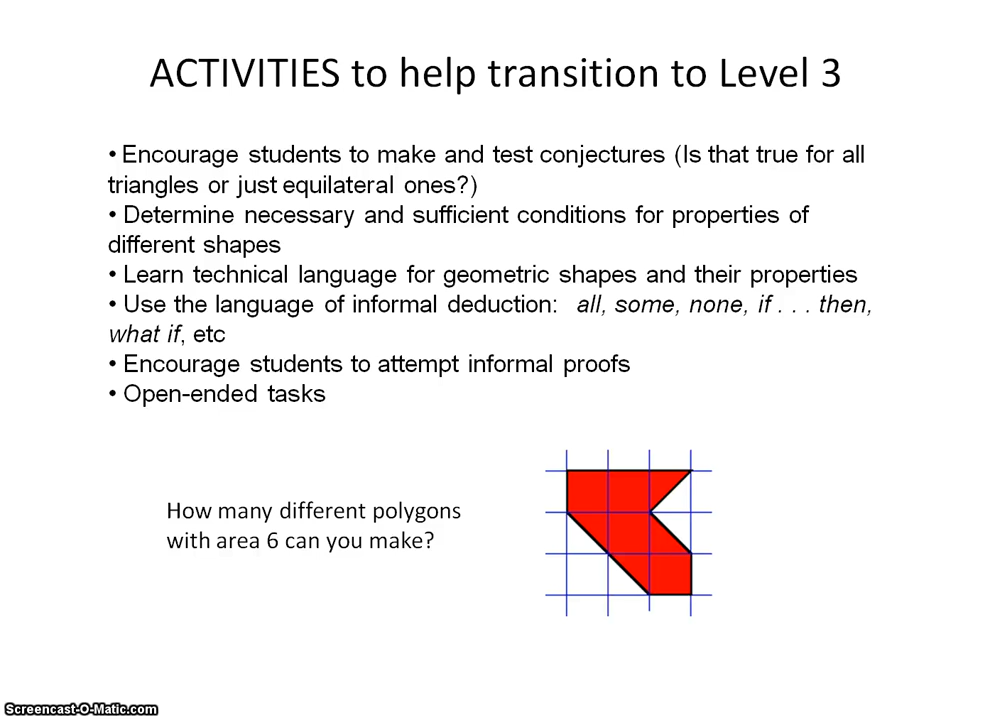 ACTIVITIES to help transition to Level 3
• Encourage students to make and test conjectures (Is that true for all
triangles or just equilateral ones?)
• Determine necessary and sufficient conditions for properties of
different shapes
• Learn technical language for geometric shapes and their properties
• Use the language of informal deduction: all, some, none, if . . . then,
what if, etc
• Encourage students to attempt informal proofs
• Open-ended tasks
How many different polygons
with area 6 can you make?
Screencast-O-Matic.com